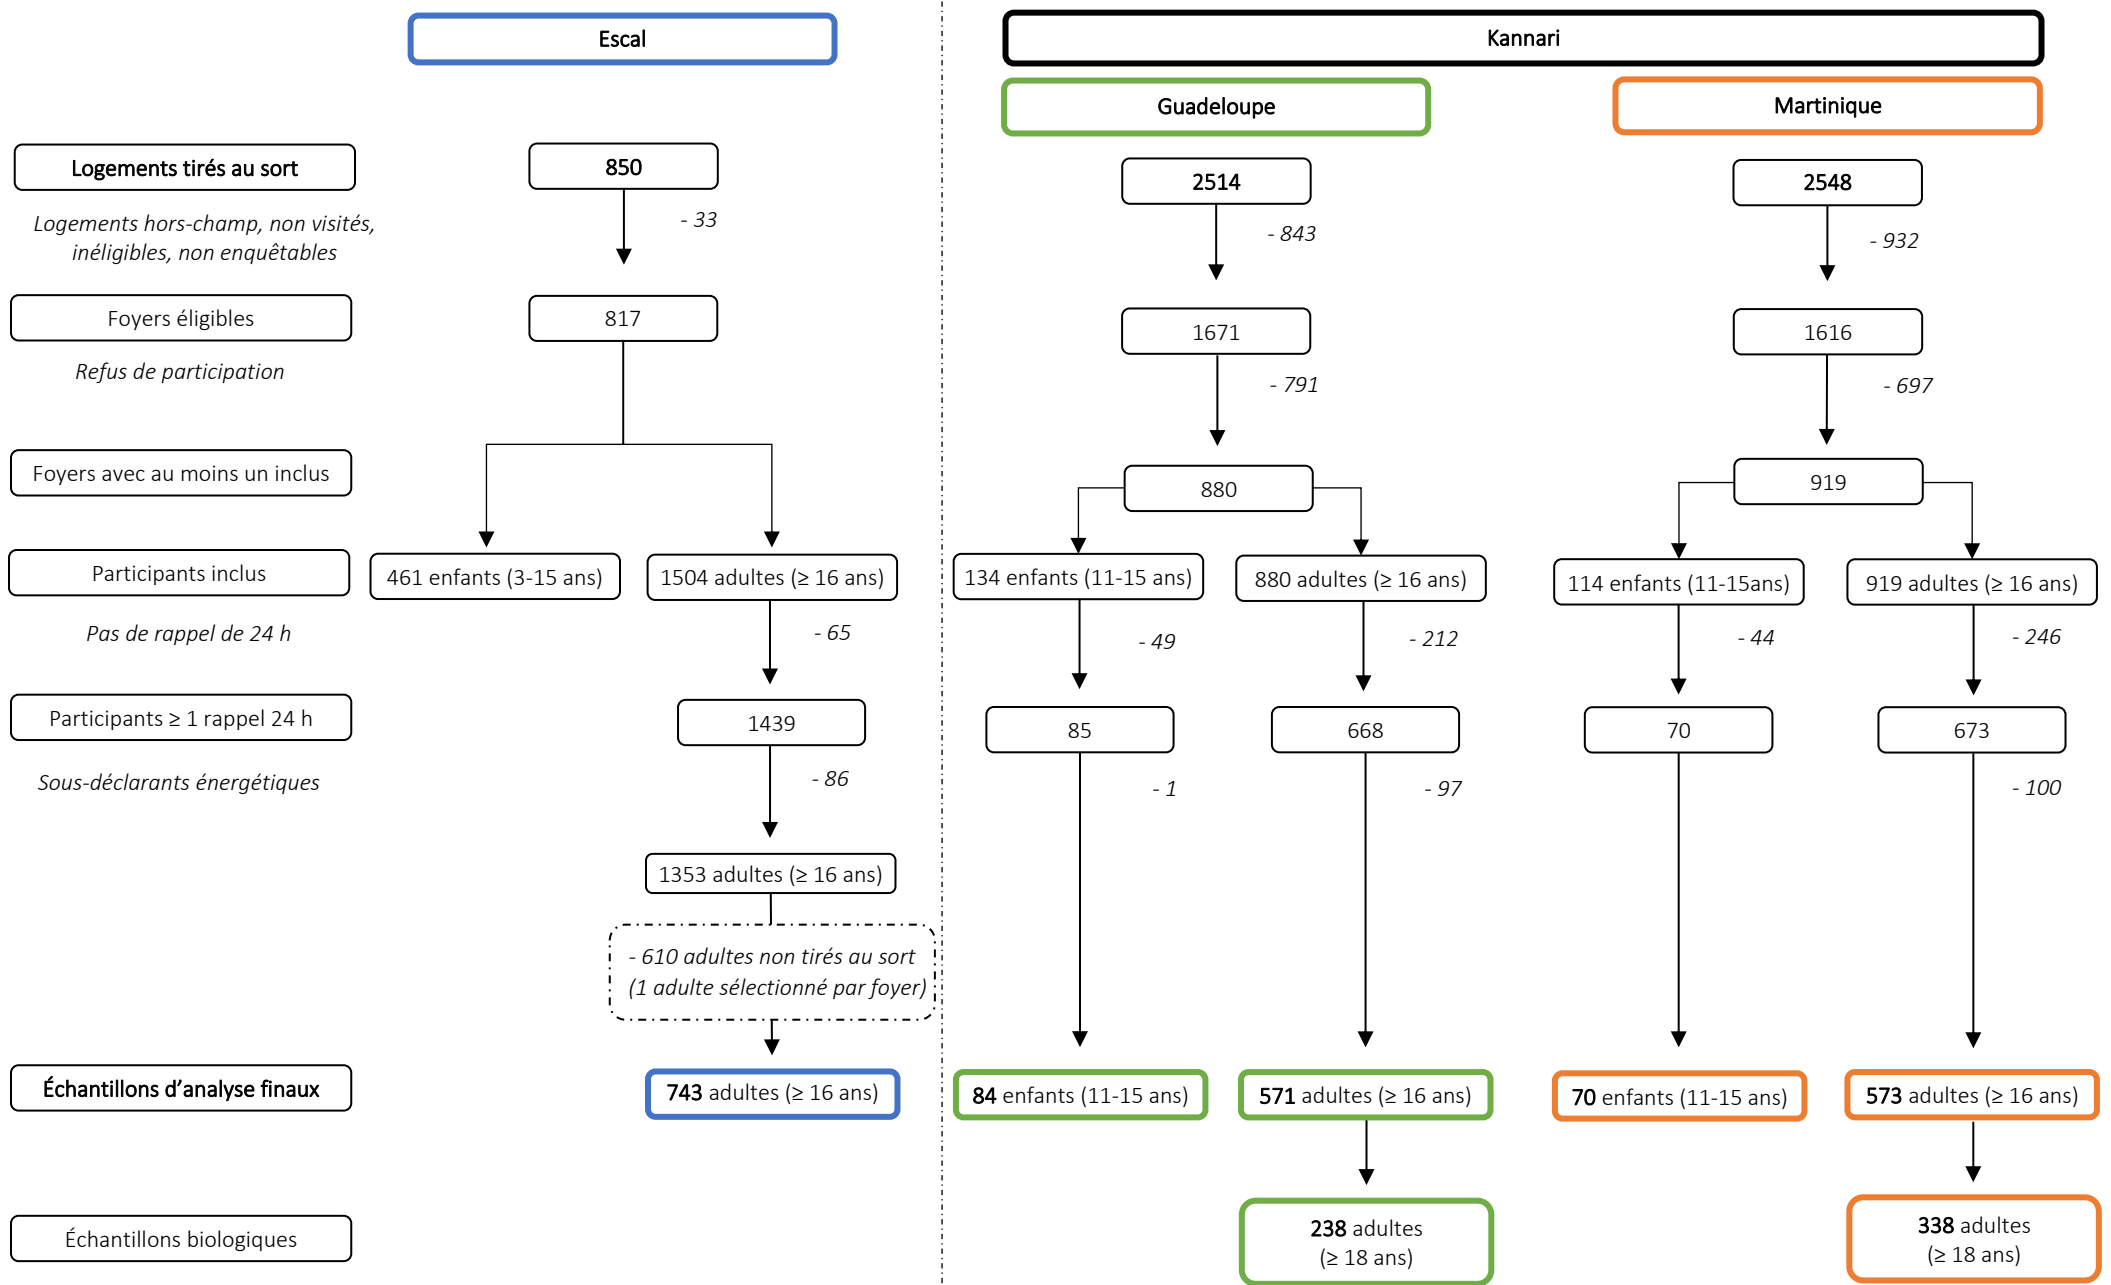 Escal
Kannari
Guadeloupe
Martinique
Logements tirés au sort
850
2514
2548
Logements hors-champ, non visités,
inéligibles, non enquêtables
- 33
- 843
- 932
Foyers éligibles
817
1671
1616
Refus de participation
- 791
- 697
Foyers avec au moins un inclus
880
919
Participants inclus
461 enfants (3-15 ans)
1504 adultes (≥ 16 ans)
134 enfants (11-15 ans)
880 adultes (≥ 16 ans)
114 enfants (11-15ans)
919 adultes (≥ 16 ans)
Pas de rappel de 24 h
- 65
- 49
- 212
- 44
- 246
Participants ≥ 1 rappel 24 h
1439
85
668
70
673
Sous-déclarants énergétiques
- 86
- 1
- 97
- 100
1353 adultes (≥ 16 ans)
- 610 adultes non tirés au sort
(1 adulte sélectionné par foyer)
Échantillons d’analyse finaux
743 adultes (≥ 16 ans)
84 enfants (11-15 ans)
571 adultes (≥ 16 ans)
70 enfants (11-15 ans)
573 adultes (≥ 16 ans)
Échantillons biologiques
238 adultes
(≥ 18 ans)
338 adultes
(≥ 18 ans)